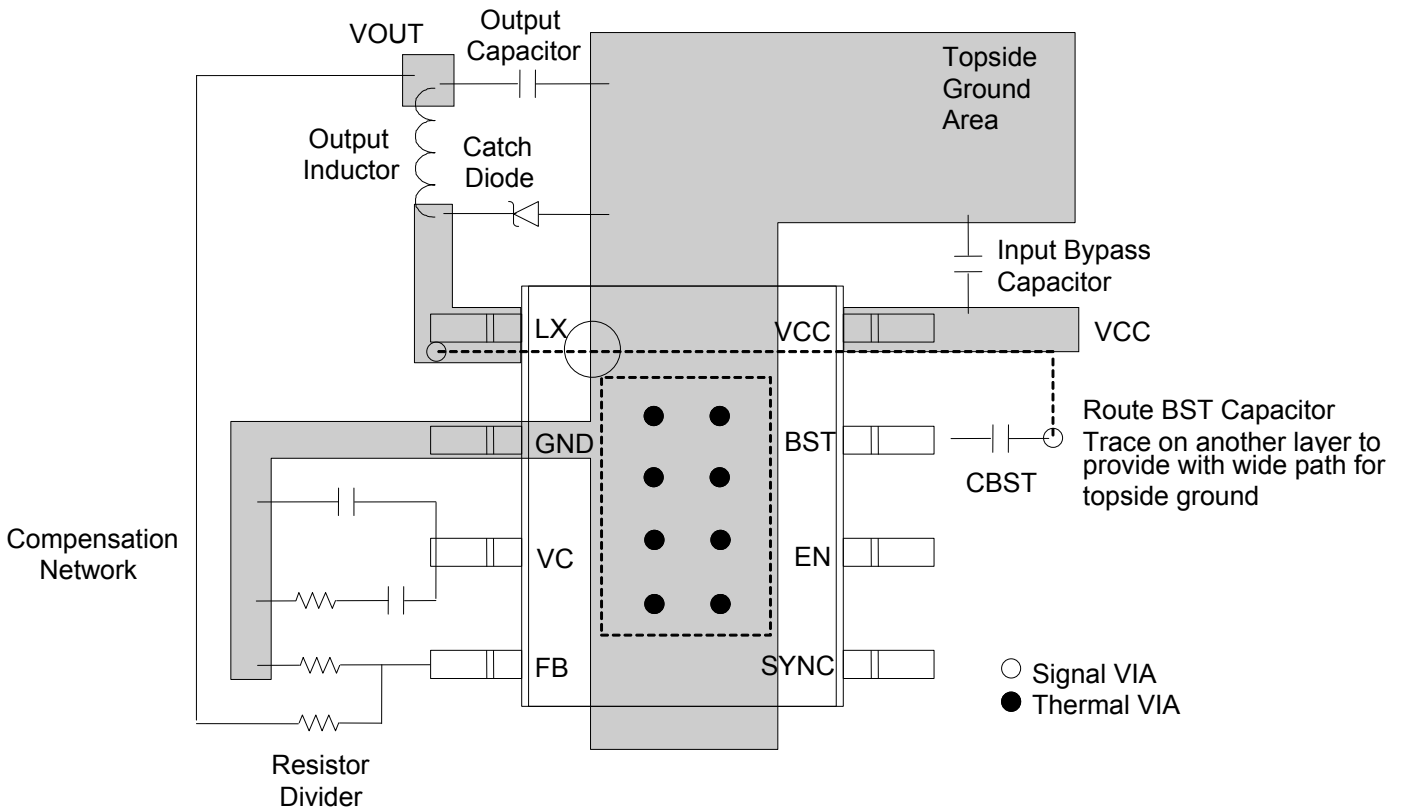 VOUT
Output
Capacitor
Topside
Ground
Area
Output
Inductor
Catch
Diode
Input Bypass
Capacitor
LX
VCC
VCC
GND
BST
CBST
Route BST Capacitor
Trace on another layer to
provide with wide path for
topside ground
Compensation
Network
VC
EN
FB
SYNC
Signal VIA
Thermal VIA
Resistor
Divider